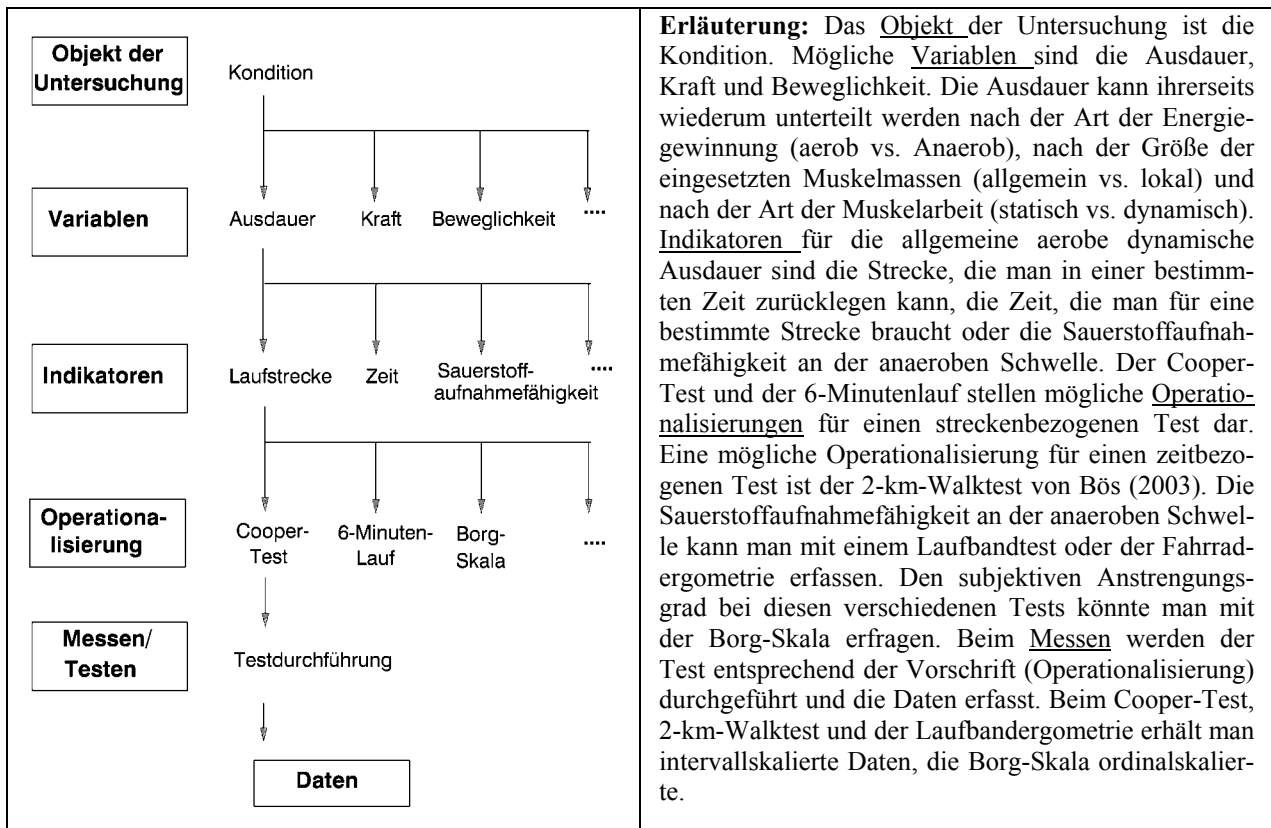 Objekt der
Untersuchung
Kondition
Variablen
Ausdauer Kraft Beweglichkeit ....
Indikatoren
Laufstrecke Zeit Sauerstoff-
aufnahmefähigkeit ....
Operationa-
lisierung
Cooper-
Test
6-Minuten-
Lauf
Borg-
Skala
....
Messen/
Testen
Testdurchführung
Daten
Erläuterung: Das Objekt der Untersuchung ist die
Kondition. Mögliche Variablen sind die Ausdauer,
Kraft und Beweglichkeit. Die Ausdauer kann ihrerseits
wiederum unterteilt werden nach der Art der Energie-
gewinnung (aerob vs. Anaerob), nach der Größe der
eingesetzten Muskelmassen (allgemein vs. lokal) und
nach der Art der Muskelarbeit (statisch vs. dynamisch).
Indikatoren für die allgemeine aerobe dynamische
Ausdauer sind die Strecke, die man in einer bestimm-
ten Zeit zurücklegen kann, die Zeit, die man für eine
bestimmte Strecke braucht oder die Sauerstoffaufnah-
mefähigkeit an der anaeroben Schwelle. Der Cooper-
Test und der 6-Minutenlauf stellen mögliche Operatio-
nalisierungen für einen streckenbezogenen Test dar.
Eine mögliche Operationalisierung für einen zeitbezo-
genen Test ist der 2-km-Walktest von Bös (2003). Die
Sauerstoffaufnahmefähigkeit an der anaeroben Schwel-
le kann man mit einem Laufbandtest oder der Fahrrad-
ergometrie erfassen. Den subjektiven Anstrengungs-
grad bei diesen verschiedenen Tests könnte man mit
der Borg-Skala erfragen. Beim Messen werden der
Test entsprechend der Vorschrift (Operationalisierung)
durchgeführt und die Daten erfasst. Beim Cooper-Test,
2-km-Walktest und der Laufbandergometrie erhält man
intervallskalierte Daten, die Borg-Skala ordinalskalier-
te.